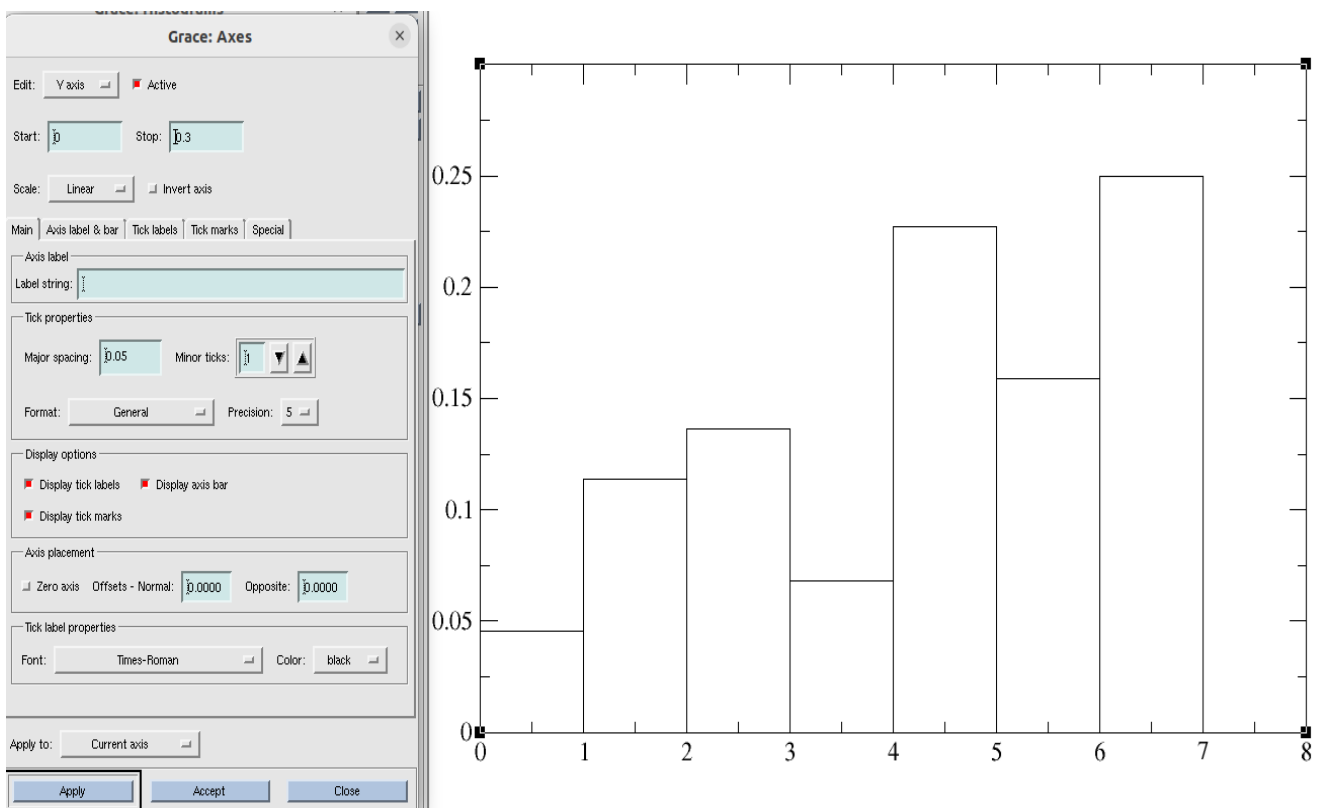 Grace: Histograms
Grace: Axes
Edit: Y axis Active
Start: 0 Stop: 0.3
Scale: Linear Invert axis
Main Axis label & bar Tick labels Tick marks Special
Axis label
Label string:
Tick properties
Major spacing: 0.05 Minor ticks: 1
Format: General Precision: 5
Display options
Display tick labels Display axis bar
Display tick marks
Axis placement
Zero axis Offsets - Normal: 0.0000 Opposite: 0.0000
Tick label properties
Font: Times-Roman Color: black
Apply to: Current axis
Apply Accept Close
0.25
0.2
0.15
0.1
0.05
0
0 1 2 3 4 5 6 7 8